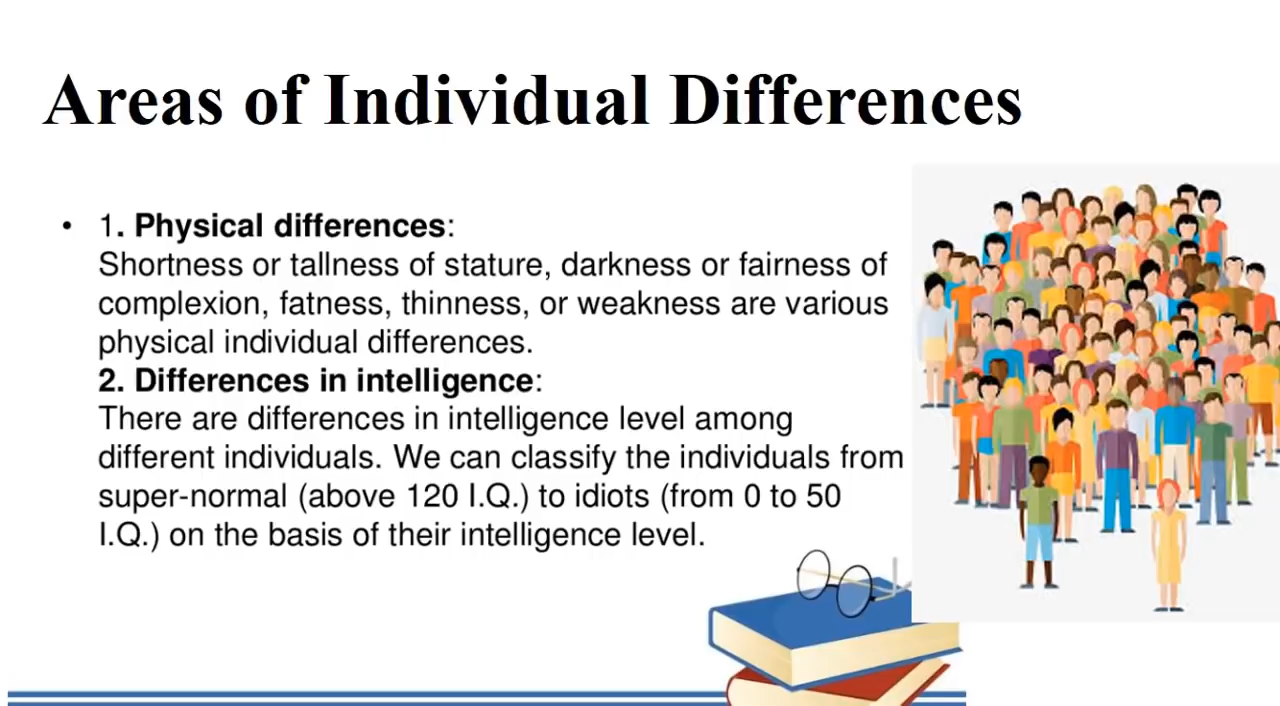 Areas of Individual Differences
• 1. Physical differences:
Shortness or tallness of stature, darkness or fairness of
complexion, fatness, thinness, or weakness are various
physical individual differences.
2. Differences in intelligence:
There are differences in intelligence level among
different individuals. We can classify the individuals from
super-normal (above 120 I.Q.) to idiots (from 0 to 50
I.Q.) on the basis of their intelligence level.